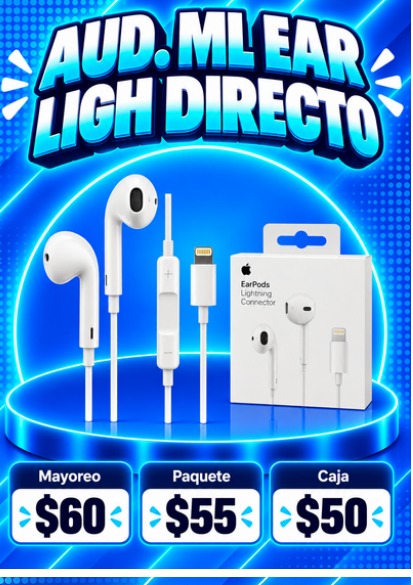 AUD. ML EAR
LIGH DIRECTO
EarPods
Lightning
Connector
Mayoreo
Paquete
Caja
$60
$55
$50